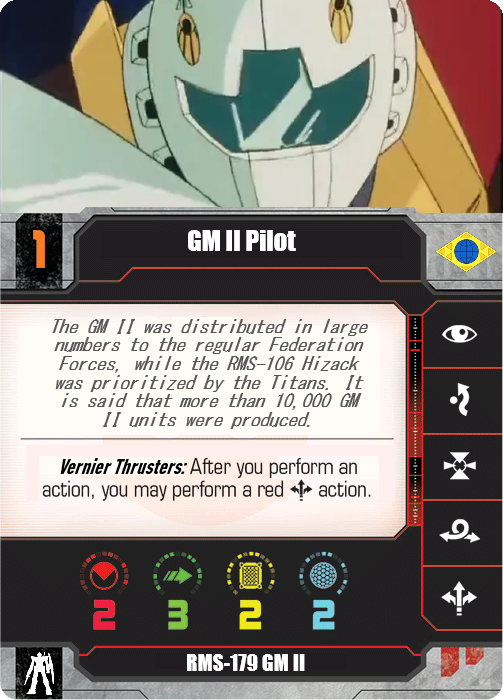 1
GM II Pilot
The GM II was distributed in large
numbers to the regular Federation
Forces, while the RMS-106 Hizack
was prioritized by the Titans. It
is said that more than 10,000 GM
II units were produced.
Vernier Thrusters: After you perform an
action, you may perform a red action.
2 3 2 2
RMS-179 GM II